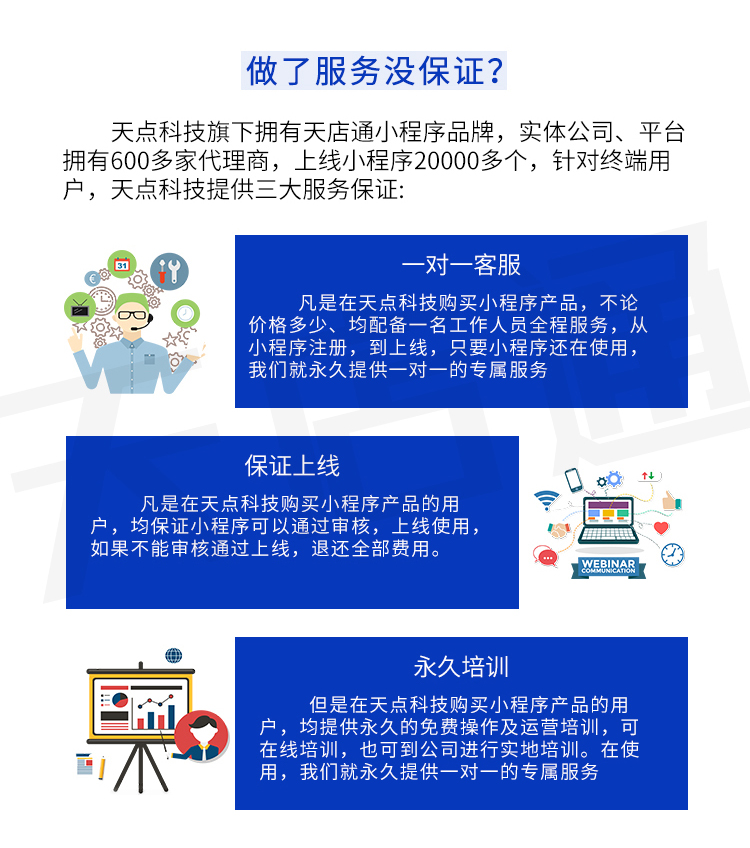 做了服务没保证？
天点科技旗下拥有天店通小程序品牌，实体公司、平台
拥有600多家代理商，上线小程序20000多个，针对终端用
户，天点科技提供三大服务保证:
31
一对一客服
凡是在天点科技购买小程序产品，不论
价格多少、均配备一名工作人员全程服务，从
小程序注册，到上线，只要小程序还在使用，
我们就永久提供一对一的专属服务
保证上线
凡是在天点科技购买小程序产品的用
户，均保证小程序可以通过审核，上线使用，
如果不能审核通过上线，退还全部费用。
WEBINAR
COMMUNICATION
永久培训
但是在天点科技购买小程序产品的用
户，均提供永久的免费操作及运营培训，可
在线培训，也可到公司进行实地培训。在使
用，我们就永久提供一对一的专属服务
天店通